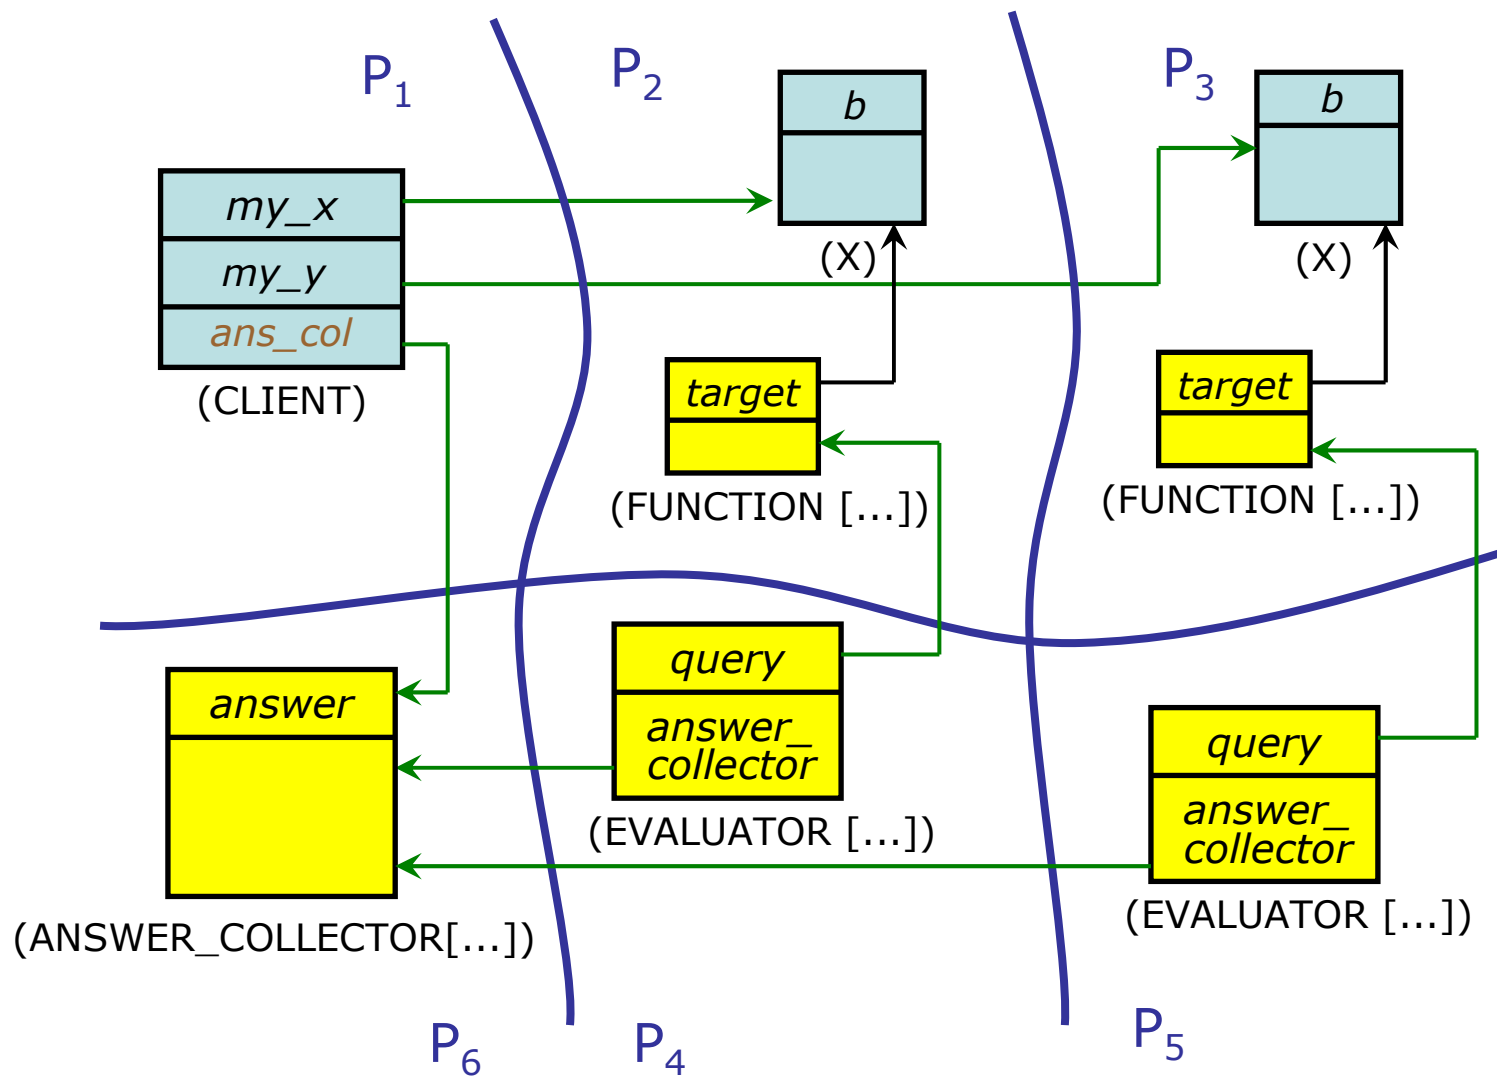 P1
P2
P3
b
b
my_x
my_y
ans_col
(CLIENT)
(X)
(X)
target
target
(FUNCTION [...])
(FUNCTION [...])
answer
query
answer_
collector
query
answer_
collector
(EVALUATOR [...])
(EVALUATOR [...])
(ANSWER_COLLECTOR[...])
P6
P4
P5